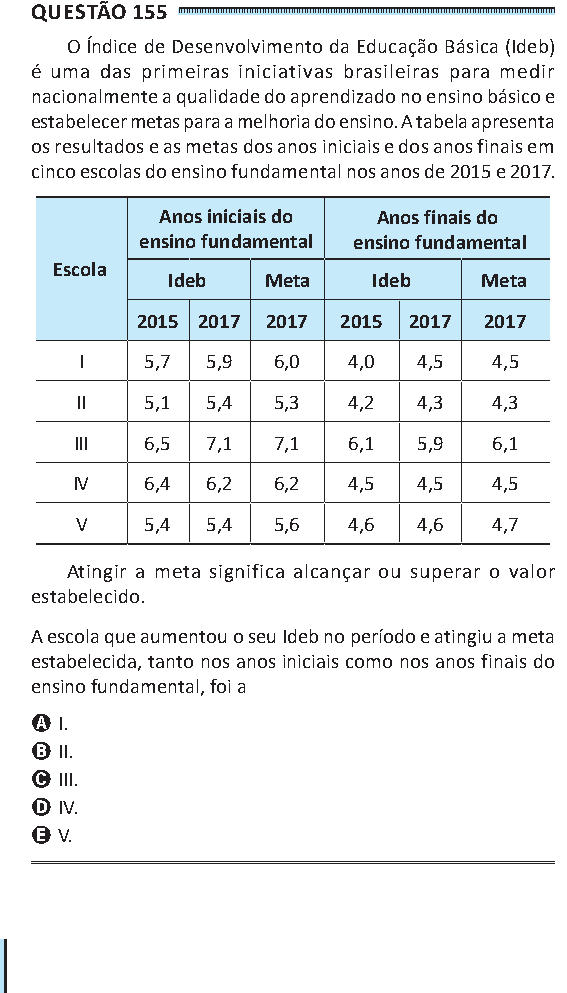 QUESTÃO 155
O Índice de Desenvolvimento da Educação Básica (Ideb)
é uma das primeiras iniciativas brasileiras para medir
nacionalmente a qualidade do aprendizado no ensino básico e
estabelecer metas para a melhoria do ensino. A tabela apresenta
os resultados e as metas dos anos iniciais e dos anos finais em
cinco escolas do ensino fundamental nos anos de 2015 e 2017.
Escola
Anos iniciais do
ensino fundamental
Anos finais do
ensino fundamental
Ideb Meta Ideb Meta
2015 2017 2017 2015 2017 2017
I 5,7 5,9 6,0 4,0 4,5 4,5
II 5,1 5,4 5,3 4,2 4,3 4,3
III 6,5 7,1 7,1 6,1 5,9 6,1
IV 6,4 6,2 6,2 4,5 4,5 4,5
V 5,4 5,4 5,6 4,6 4,6 4,7
Atingir a meta significa alcançar ou superar o valor
estabelecido.
A escola que aumentou o seu Ideb no período e atingiu a meta
estabelecida, tanto nos anos iniciais como nos anos finais do
ensino fundamental, foi a
A I.
B II.
C III.
D IV.
E V.